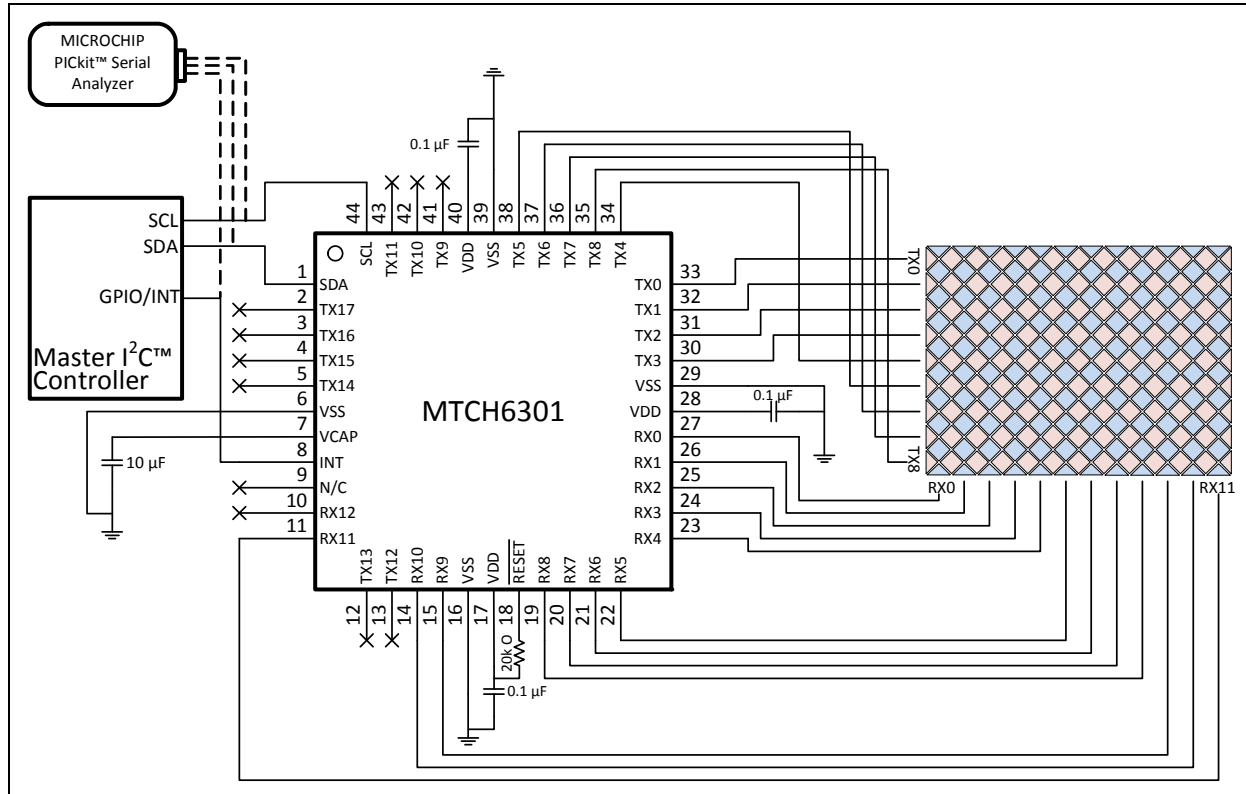 MICROCHIP
PICkit™ Serial
Analyzer
SCL
SDA
GPIO/INT
Master I²C™
Controller
0.1 µF
44
43
42
41
40
39
38
37
36
35
34
SCL
TX11
TX10
TX9
VDD
VSS
TX5
TX6
TX7
TX8
TX4
1
SDA
2
TX17
3
TX16
4
TX15
5
TX14
6
VSS
7
VCAP
8
INT
9
N/C
10
RX12
11
RX11
10 µF
MTCH6301
33
TX0
32
TX1
31
TX2
30
TX3
29
VSS
28
VDD
27
RX0
26
RX1
25
RX2
24
RX3
23
RX4
0.1 µF
TX13
TX12
RX10
RX9
VSS
VDD
RESET
RX8
RX7
RX6
RX5
12
13
14
15
16
17
18
19
20
21
22
20k O
0.1 µF
TX0
TX8
RX0
RX11